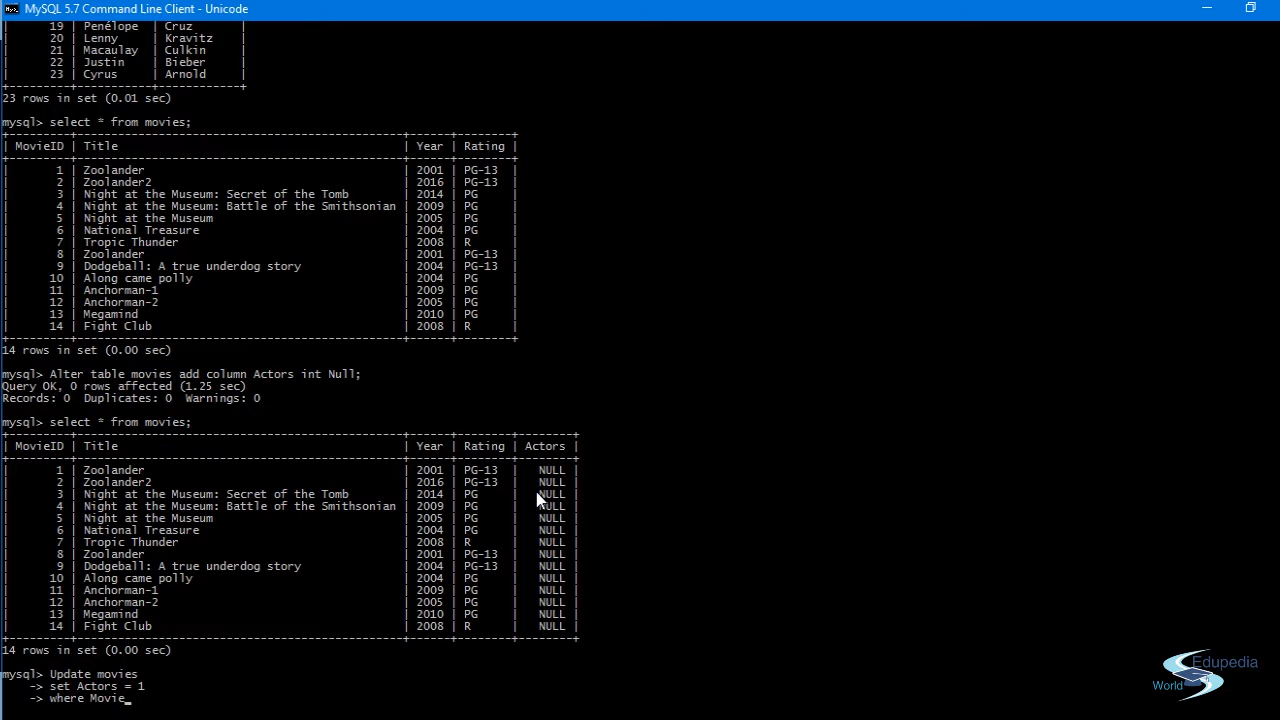 MySQL 5.7 Command Line Client - Unicode
|      19 | Penélope  | Cruz       |
|      20 | Lenny     | Kravitz    |
|      21 | Macaulay  | Culkin     |
|      22 | Justin    | Bieber     |
|      23 | Cyrus     | Arnold     |
+---------+-----------+------------+
23 rows in set (0.01 sec)
mysql> select * from movies;
+---------+------------------------------------------------+------+--------+
| MovieID | Title                                          | Year | Rating |
+---------+------------------------------------------------+------+--------+
|       1 | Zoolander                                      | 2001 | PG-13  |
|       2 | Zoolander2                                     | 2016 | PG-13  |
|       3 | Night at the Museum: Secret of the Tomb        | 2014 | PG     |
|       4 | Night at the Museum: Battle of the Smithsonian | 2009 | PG     |
|       5 | Night at the Museum                            | 2005 | PG     |
|       6 | National Treasure                              | 2004 | PG     |
|       7 | Tropic Thunder                                 | 2008 | R      |
|       8 | Zoolander                                      | 2001 | PG-13  |
|       9 | Dodgeball: A true underdog story               | 2004 | PG-13  |
|      10 | Along came polly                               | 2004 | PG     |
|      11 | Anchorman-1                                    | 2009 | PG     |
|      12 | Anchorman-2                                    | 2005 | PG     |
|      13 | Megamind                                       | 2010 | PG     |
|      14 | Fight Club                                     | 2008 | R      |
+---------+------------------------------------------------+------+--------+
14 rows in set (0.00 sec)
mysql> Alter table movies add column Actors int Null;
Query OK, 0 rows affected (1.25 sec)
Records: 0  Duplicates: 0  Warnings: 0
mysql> select * from movies;
+---------+------------------------------------------------+------+--------+--------+
| MovieID | Title                                          | Year | Rating | Actors |
+---------+------------------------------------------------+------+--------+--------+
|       1 | Zoolander                                      | 2001 | PG-13  |   NULL |
|       2 | Zoolander2                                     | 2016 | PG-13  |   NULL |
|       3 | Night at the Museum: Secret of the Tomb        | 2014 | PG     |   NULL |
|       4 | Night at the Museum: Battle of the Smithsonian | 2009 | PG     |   NULL |
|       5 | Night at the Museum                            | 2005 | PG     |   NULL |
|       6 | National Treasure                              | 2004 | PG     |   NULL |
|       7 | Tropic Thunder                                 | 2008 | R      |   NULL |
|       8 | Zoolander                                      | 2001 | PG-13  |   NULL |
|       9 | Dodgeball: A true underdog story               | 2004 | PG-13  |   NULL |
|      10 | Along came polly                               | 2004 | PG     |   NULL |
|      11 | Anchorman-1                                    | 2009 | PG     |   NULL |
|      12 | Anchorman-2                                    | 2005 | PG     |   NULL |
|      13 | Megamind                                       | 2010 | PG     |   NULL |
|      14 | Fight Club                                     | 2008 | R      |   NULL |
+---------+------------------------------------------------+------+--------+--------+
14 rows in set (0.00 sec)
mysql> Update movies
    -> set Actors = 1
    -> where Movie_
Edupedia
World